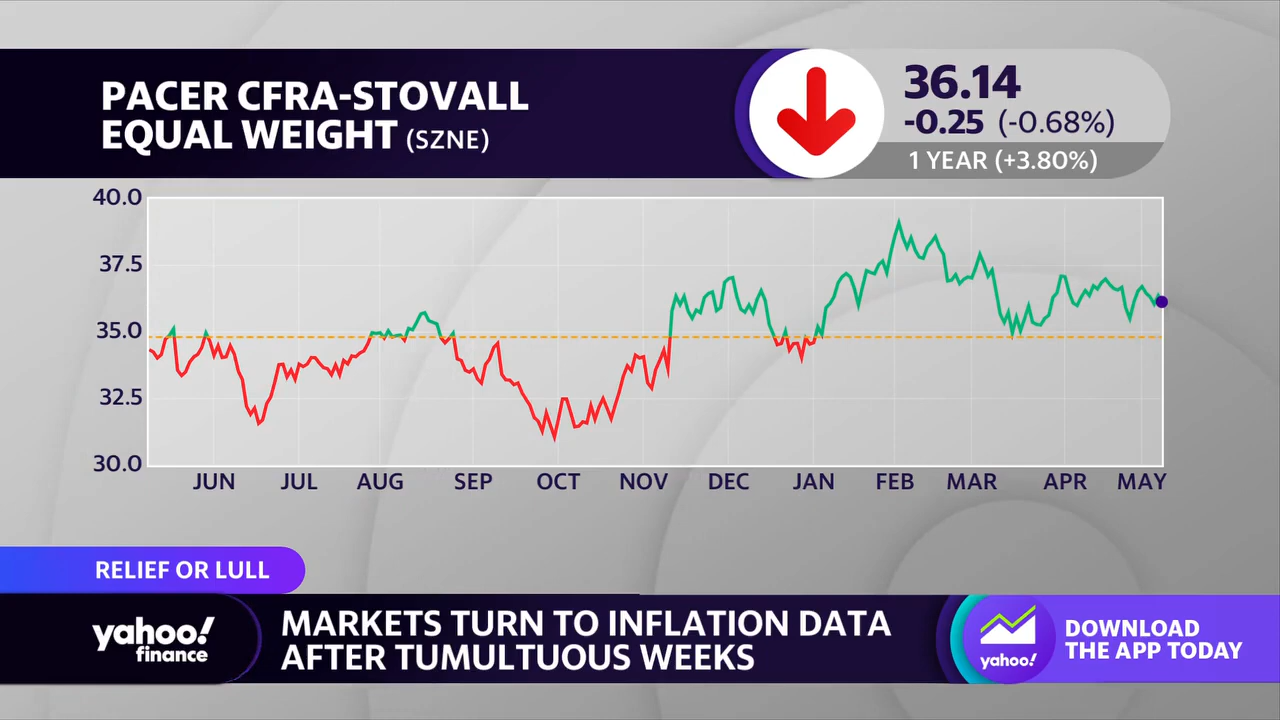 PACER CFRA-STOVALL
EQUAL WEIGHT (SZNE)
36.14
-0.25 (-0.68%)
1 YEAR (+3.80%)
40.0
37.5
35.0
32.5
30.0
JUN JUL AUG SEP OCT NOV DEC JAN FEB MAR APR MAY
RELIEF OR LULL
yahoo!
finance
MARKETS TURN TO INFLATION DATA
AFTER TUMULTUOUS WEEKS
yahoo!
DOWNLOAD
THE APP TODAY